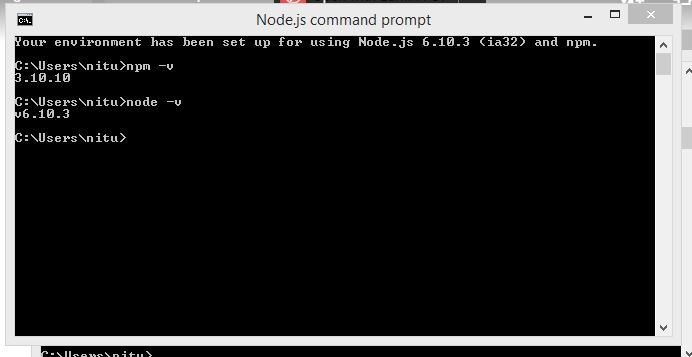 Node.js command prompt
Your environment has been set up for using Node.js 6.10.3 (ia32) and npm.
C:\Users\nitu>npm -v
3.10.10
C:\Users\nitu>node -v
v6.10.3
C:\Users\nitu>
C:\Users\nitu>